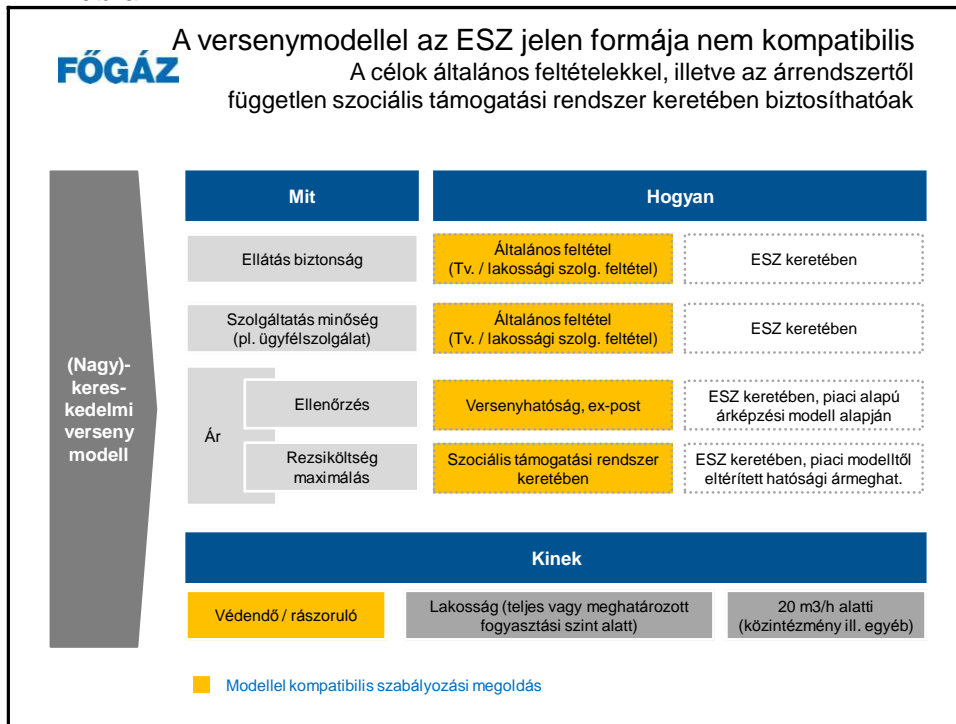 A versenymodellel az ESZ jelen formája nem kompatibilis
FŐGÁZ
A célok általános feltételekkel, illetve az árrendszertől
független szociális támogatási rendszer keretében biztosíthatóak
(Nagy)-
keres-
kedelmi
verseny
modell
Mit
Hogyan
Ellátás biztonság
Általános feltétel
(Tv. / lakossági szolg. feltétel)
ESZ keretében
Szolgáltatás minőség
(pl. ügyfélszolgálat)
Általános feltétel
(Tv. / lakossági szolg. feltétel)
ESZ keretében
Ár
Ellenőrzés
Versenyhatóság, ex-post
ESZ keretében, piaci alapú
árképzési modell alapján
Rezsiköltség
maximálás
Szociális támogatási rendszer
keretében
ESZ keretében, piaci modelltől
eltérített hatósági ármeghat.
Kinek
Védendő / rászoruló
Lakosság (teljes vagy meghatározott
fogyasztási szint alatt)
20 m3/h alatti
(közintézmény ill. egyéb)
Modellel kompatibilis szabályozási megoldás